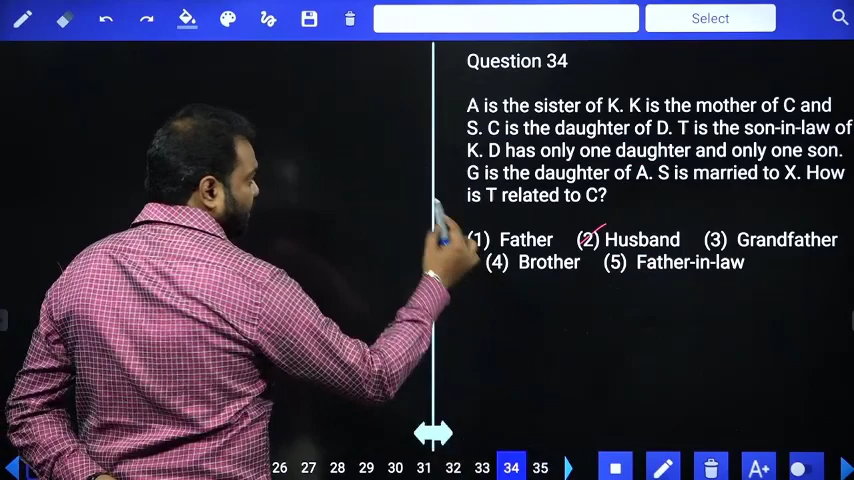 Select
Question 34
A is the sister of K. K is the mother of C and
S. C is the daughter of D. T is the son-in-law of
K. D has only one daughter and only one son.
G is the daughter of A. S is married to X. How
is T related to C?
(1) Father (2) Husband (3) Grandfather
(4) Brother (5) Father-in-law
26 27 28 29 30 31 32 33 34 35
A+